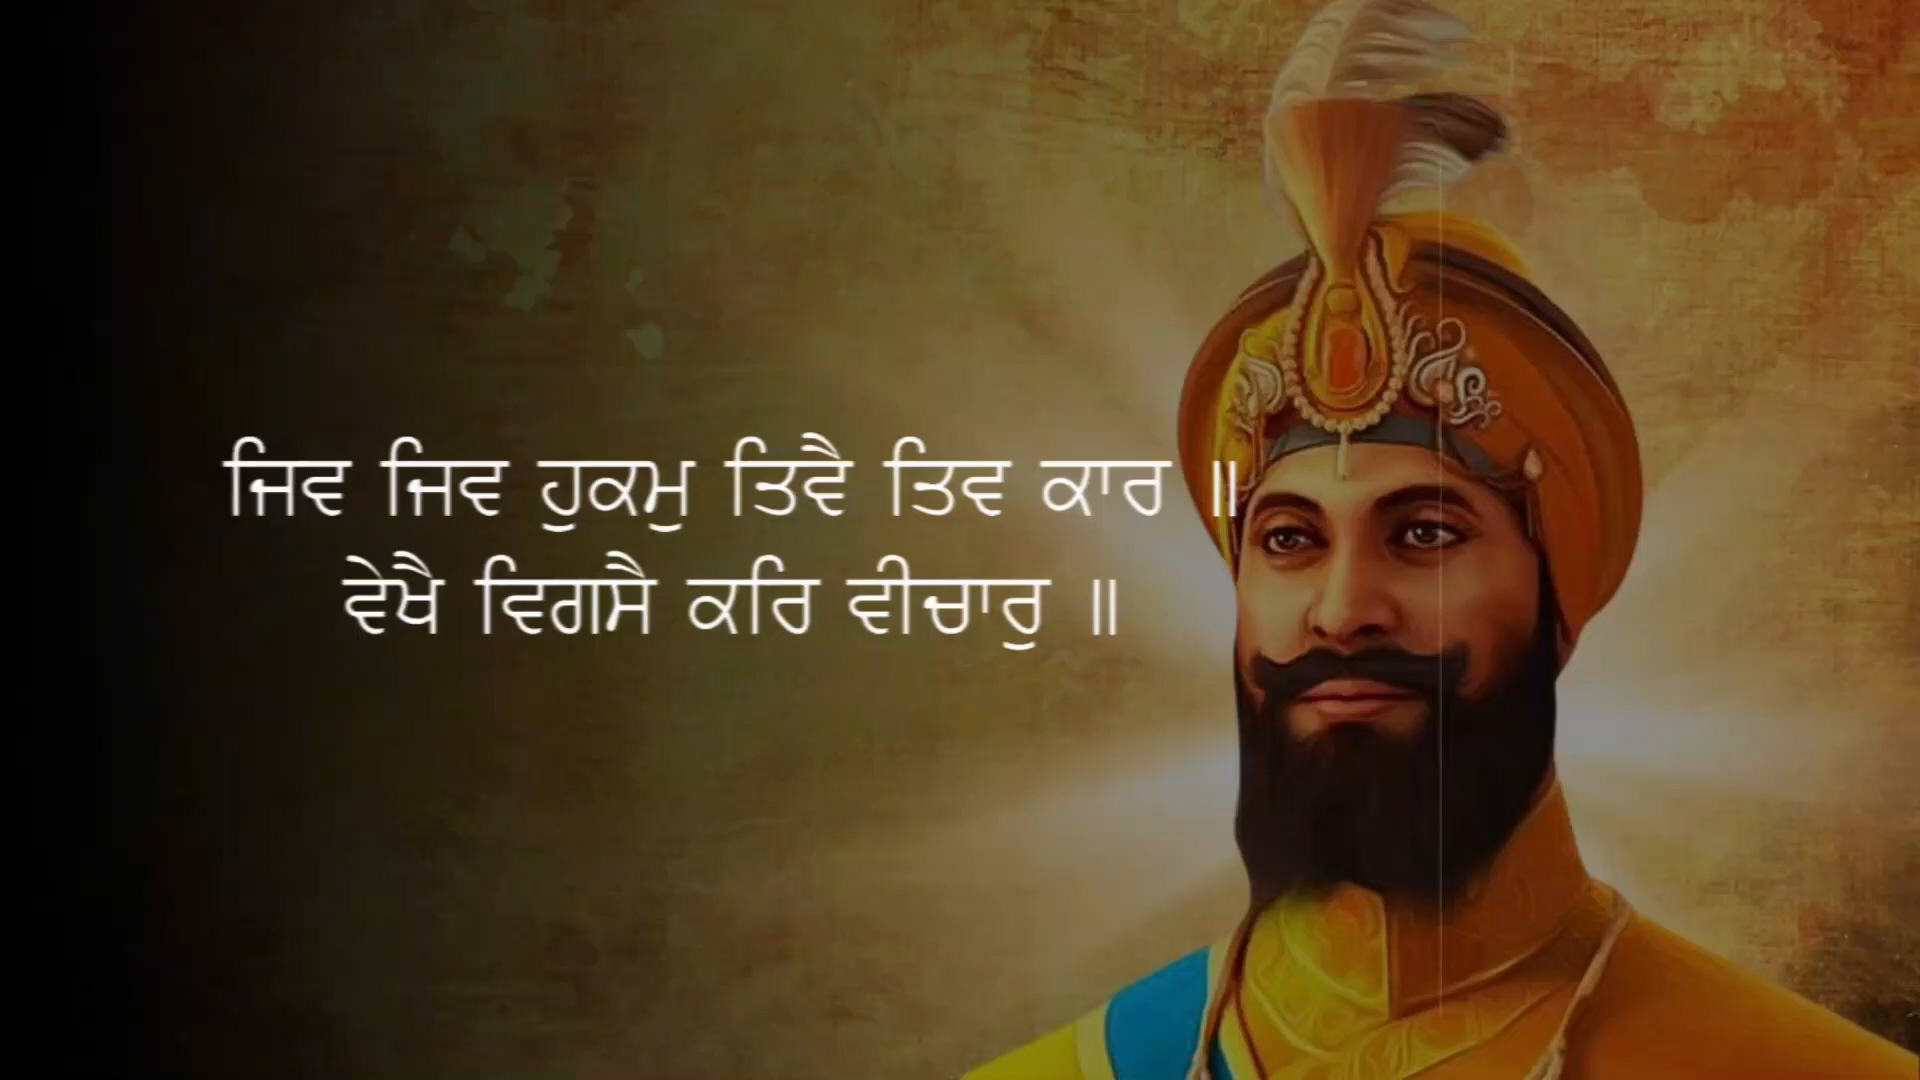 ਜਿਵ ਜਿਵ ਹੁਕਮੁ ਤਿਵੈ ਤਿਵ ਕਾਰ ॥
ਵੇਖੈ ਵਿਗਸੈ ਕਰਿ ਵੀਚਾਰੁ ॥